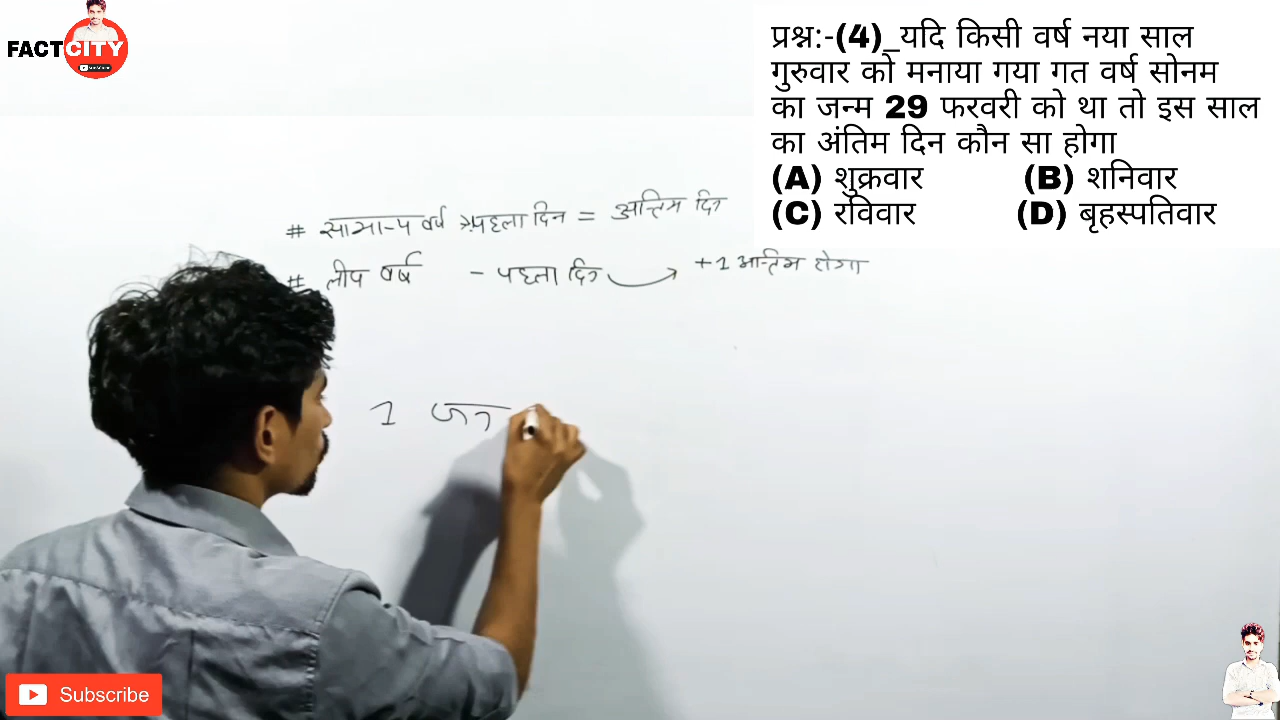 FACTCITY
प्रश्न:-(4)_यदि किसी वर्ष नया साल
गुरुवार को मनाया गया गत वर्ष सोनम
का जन्म 29 फरवरी को था तो इस साल
का अंतिम दिन कौन सा होगा
(A) शुक्रवार (B) शनिवार
(C) रविवार (D) बृहस्पतिवार
# सामान्य वर्ष पहला दिन = अन्तिम दिन
# लीप वर्ष - पहला दिन +1 अन्तिम होगा
1 जन
Subscribe